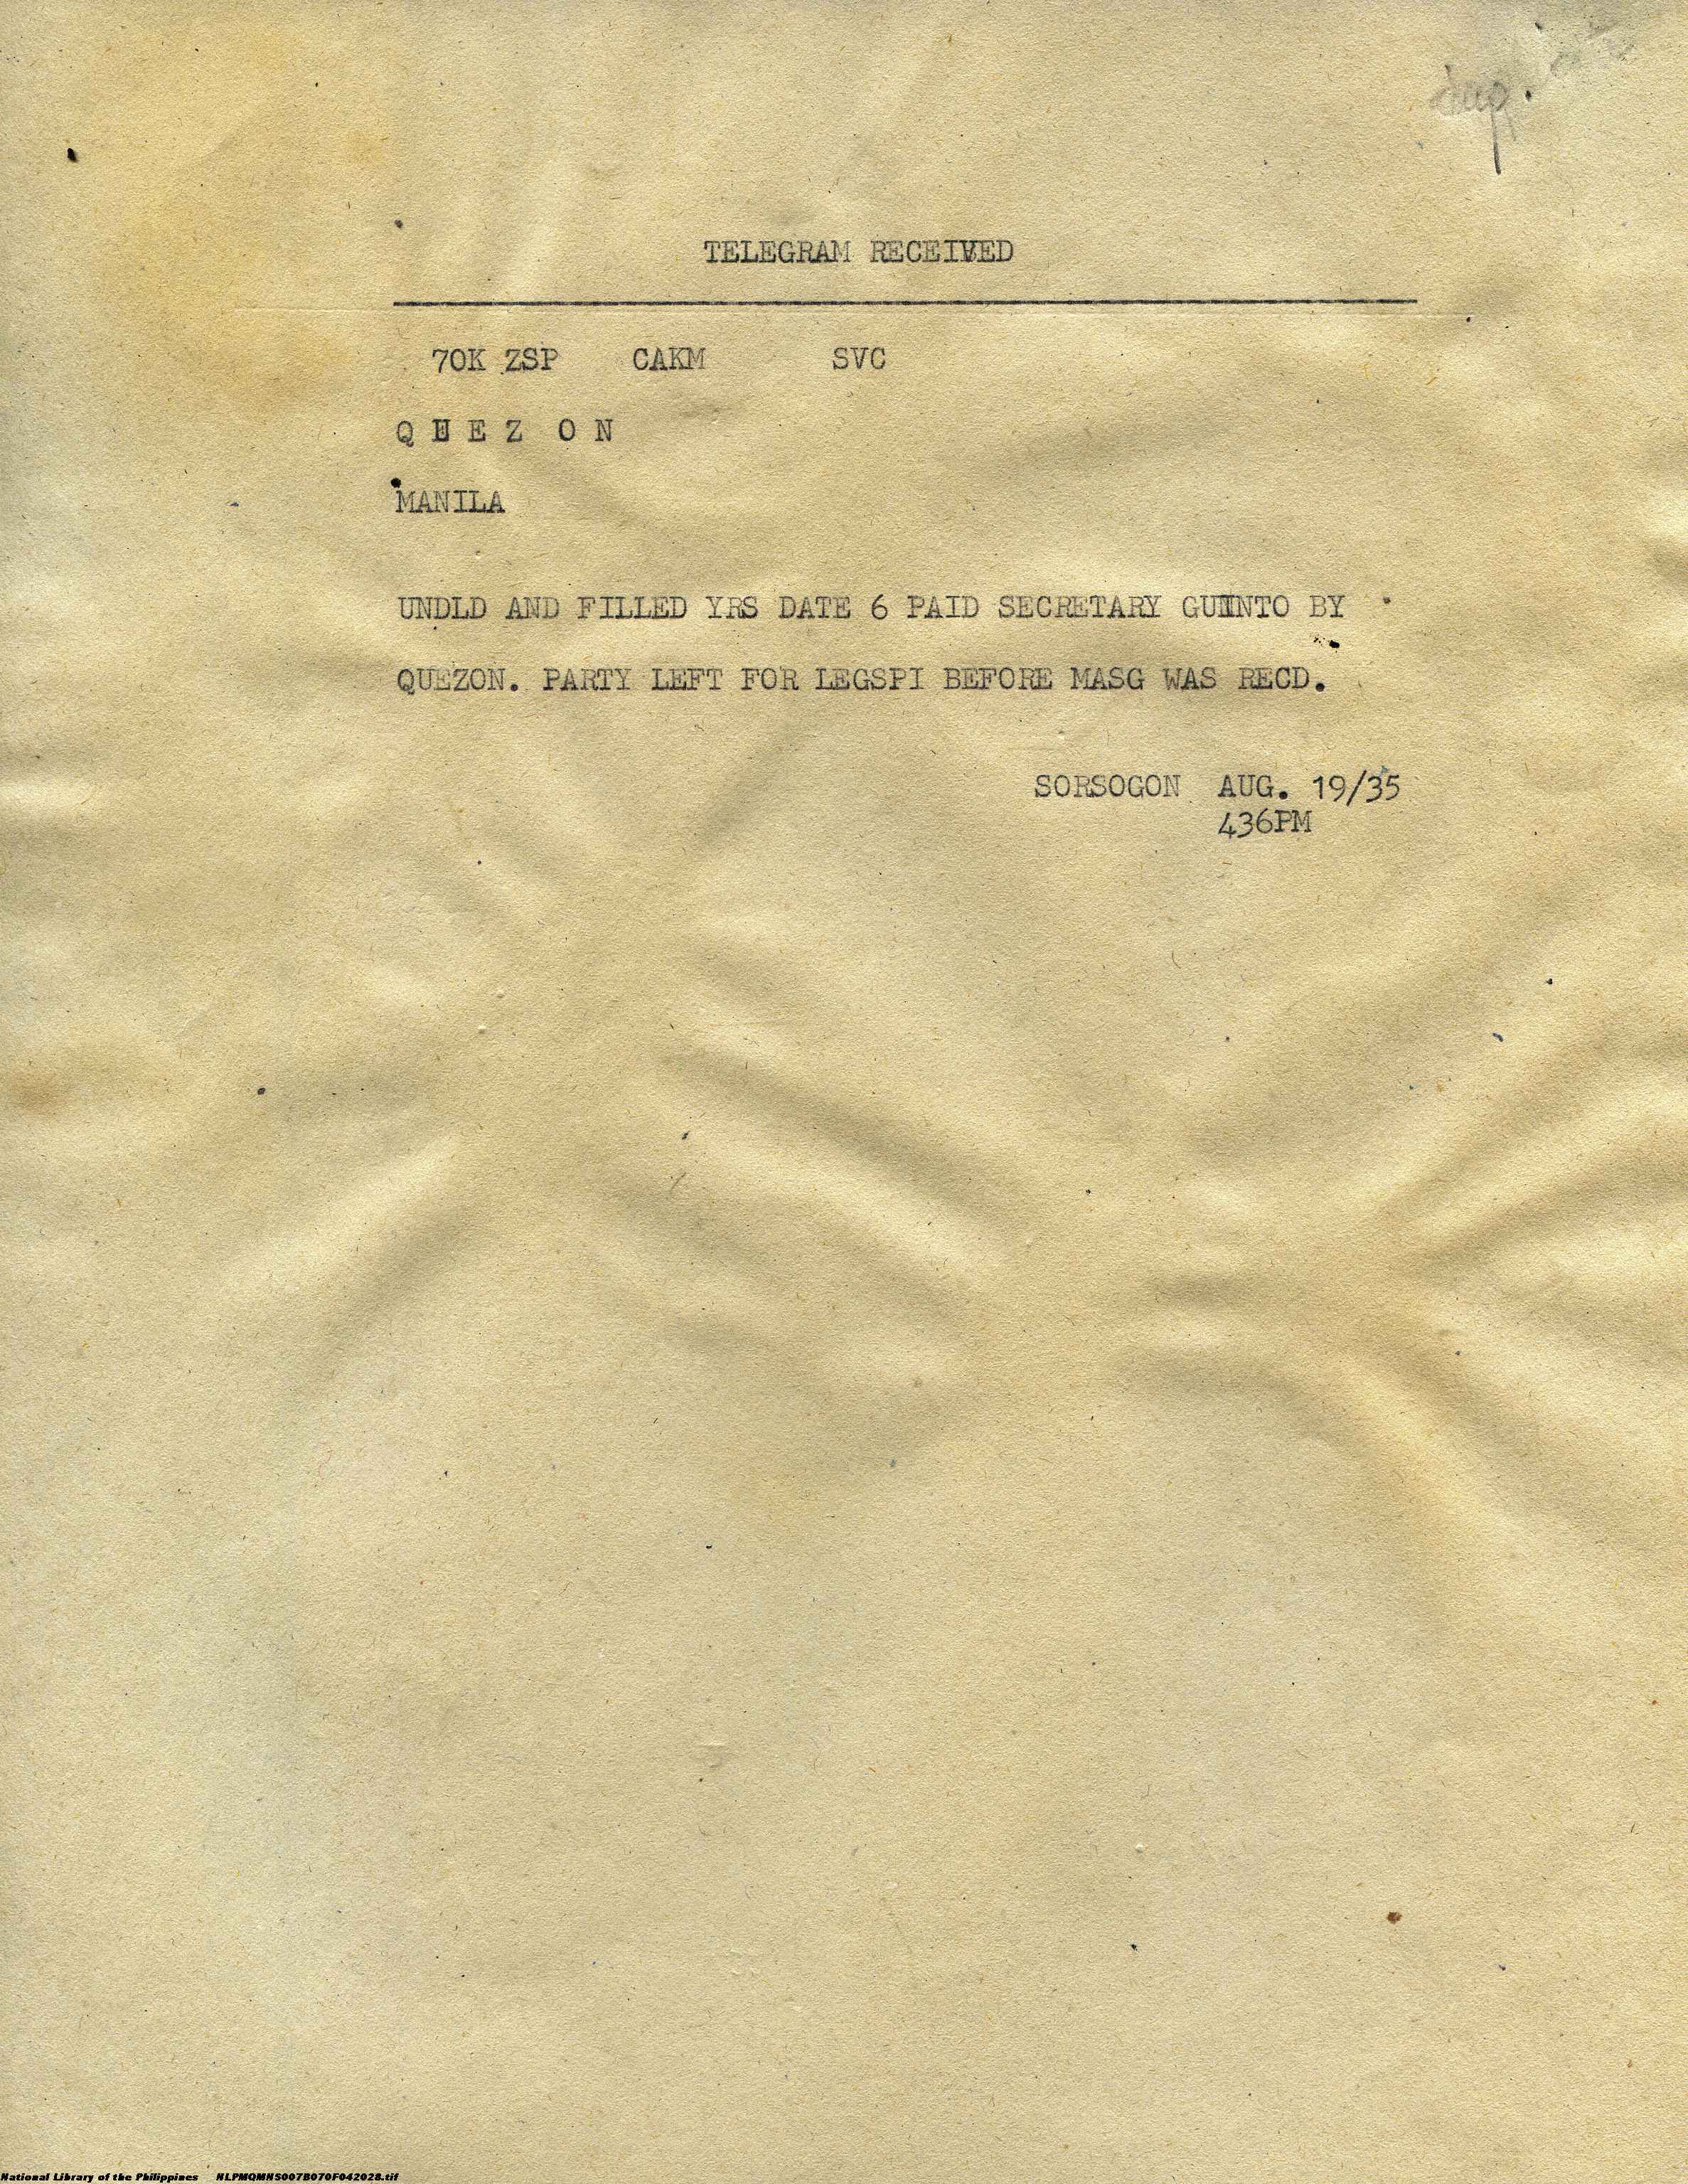 TELEGRAM RECEIVED
70K ZSP CAKM SVC
Q U E Z O N
MANILA
UNDLD AND FILLED YRS DATE 6 PAID SECRETARY GUINTO BY
QUEZON. PARTY LEFT FOR LEGSPI BEFORE MASG WAS RECD.
SORSOGON AUG. 19/35
436PM
National Library of the Philippines NLPMQMNS007B070F042028.tif